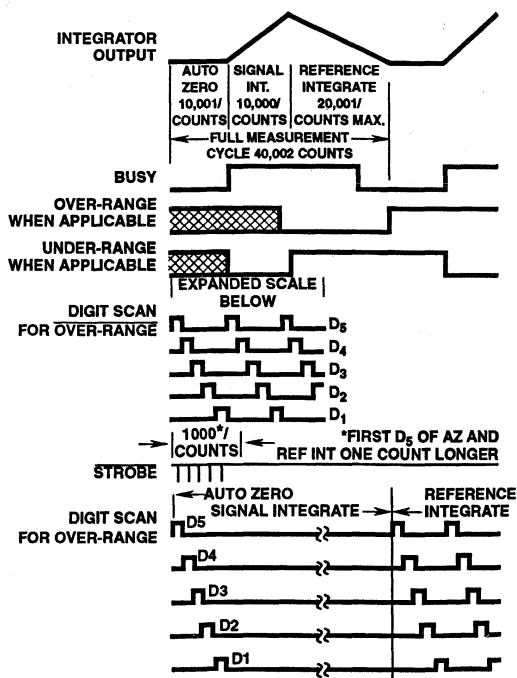 INTEGRATOR
OUTPUT
AUTO
ZERO
10,001/
COUNTS
SIGNAL
INT.
10,000/
COUNTS
REFERENCE
INTEGRATE
20,001/
COUNTS MAX.
FULL MEASUREMENT
CYCLE 40,002 COUNTS
BUSY
OVER-RANGE
WHEN APPLICABLE
UNDER-RANGE
WHEN APPLICABLE
EXPANDED SCALE
BELOW
DIGIT SCAN
FOR OVER-RANGE
D5
D4
D3
D2
D1
1000*/
COUNTS
*FIRST D5 OF AZ AND
REF INT ONE COUNT LONGER
STROBE
AUTO ZERO
SIGNAL INTEGRATE
REFERENCE
INTEGRATE
DIGIT SCAN
FOR OVER-RANGE
D5
D4
D3
D2
D1